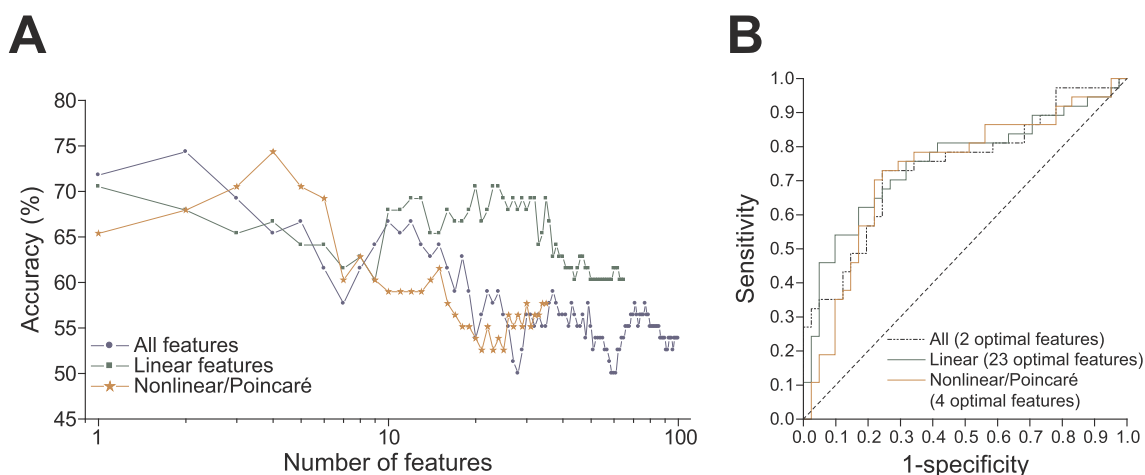 A
B
80
75
70
65
60
55
50
45
Accuracy (%)
All features
Linear features
Nonlinear/Poincaré
1
10
100
Number of features
1.0
0.9
0.8
0.7
0.6
0.5
0.4
0.3
0.2
0.1
0.0
Sensitivity
All (2 optimal features)
Linear (23 optimal features)
Nonlinear/Poincaré
(4 optimal features)
0.0 0.1 0.2 0.3 0.4 0.5 0.6 0.7 0.8 0.9 1.0
1-specificity